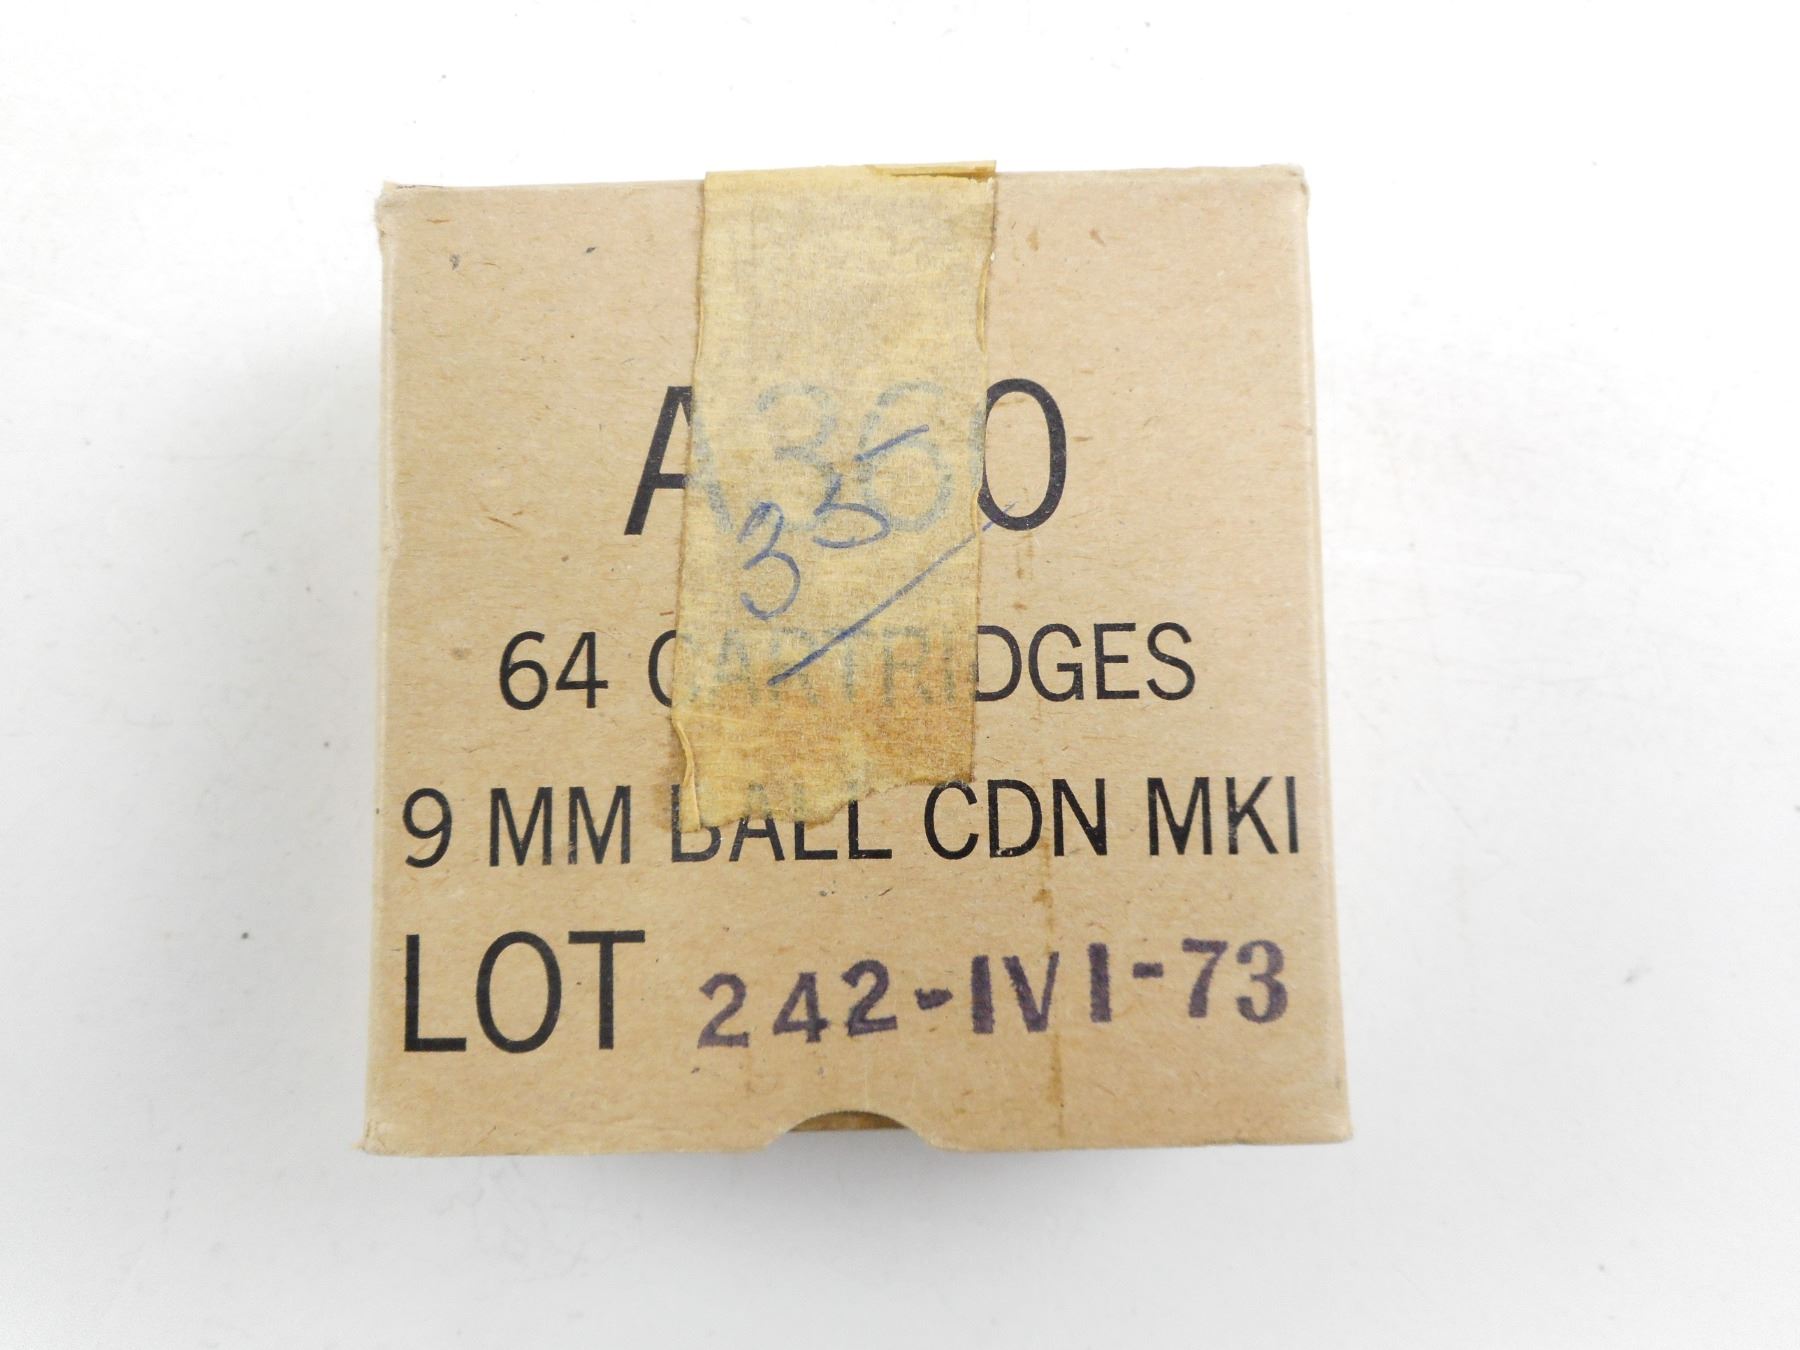 A360
35
64 CARTRIDGES
9 MM BALL CDN MKI
LOT 242-IVI-73